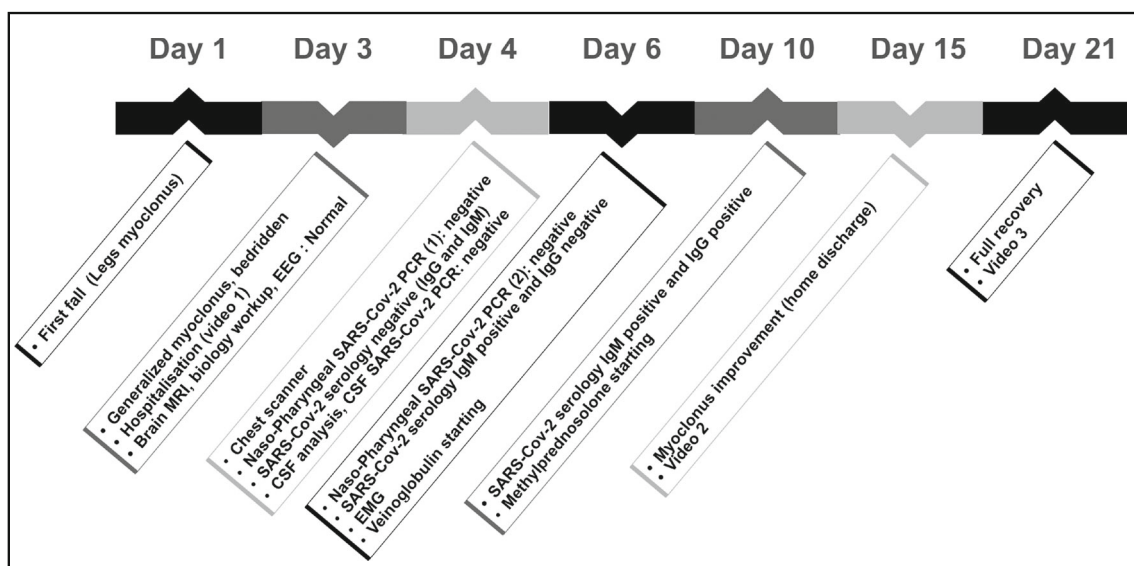 Day 1
Day 3
Day 4
Day 6
Day 10
Day 15
Day 21
• First fall (Legs myoclonus)
• Generalized myoclonus, bedridden
• Hospitalisation (video 1)
• Brain MRI, biology workup, EEG : Normal
• Chest scanner
• Naso-Pharyngeal SARS-Cov-2 PCR (1): negative
• SARS-Cov-2 serology negative (IgG and IgM)
• CSF analysis, CSF SARS-Cov-2 PCR: negative
• Naso-Pharyngeal SARS-Cov-2 PCR (2): negative
• SARS-Cov-2 serology IgM positive and IgG negative
• EMG
• Veinoglobulin starting
• SARS-Cov-2 serology IgM positive and IgG positive
• Methylprednosolone starting
• Myoclonus improvement (home discharge)
• Video 2
• Full recovery
• Video 3